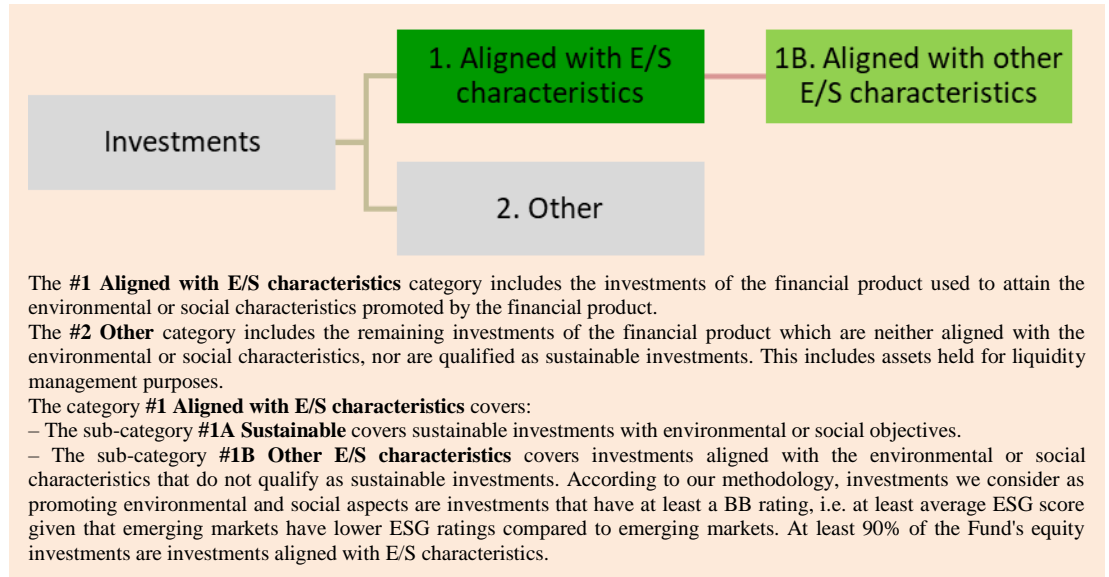 1. Aligned with E/S
characteristics
1B. Aligned with other
E/S characteristics
Investments
2. Other
The #1 Aligned with E/S characteristics category includes the investments of the financial product used to attain the
environmental or social characteristics promoted by the financial product.
The #2 Other category includes the remaining investments of the financial product which are neither aligned with the
environmental or social characteristics, nor are qualified as sustainable investments. This includes assets held for liquidity
management purposes.
The category #1 Aligned with E/S characteristics covers:
– The sub-category #1A Sustainable covers sustainable investments with environmental or social objectives.
– The sub-category #1B Other E/S characteristics covers investments aligned with the environmental or social
characteristics that do not qualify as sustainable investments. According to our methodology, investments we consider as
promoting environmental and social aspects are investments that have at least a BB rating, i.e. at least average ESG score
given that emerging markets have lower ESG ratings compared to emerging markets. At least 90% of the Fund's equity
investments are investments aligned with E/S characteristics.